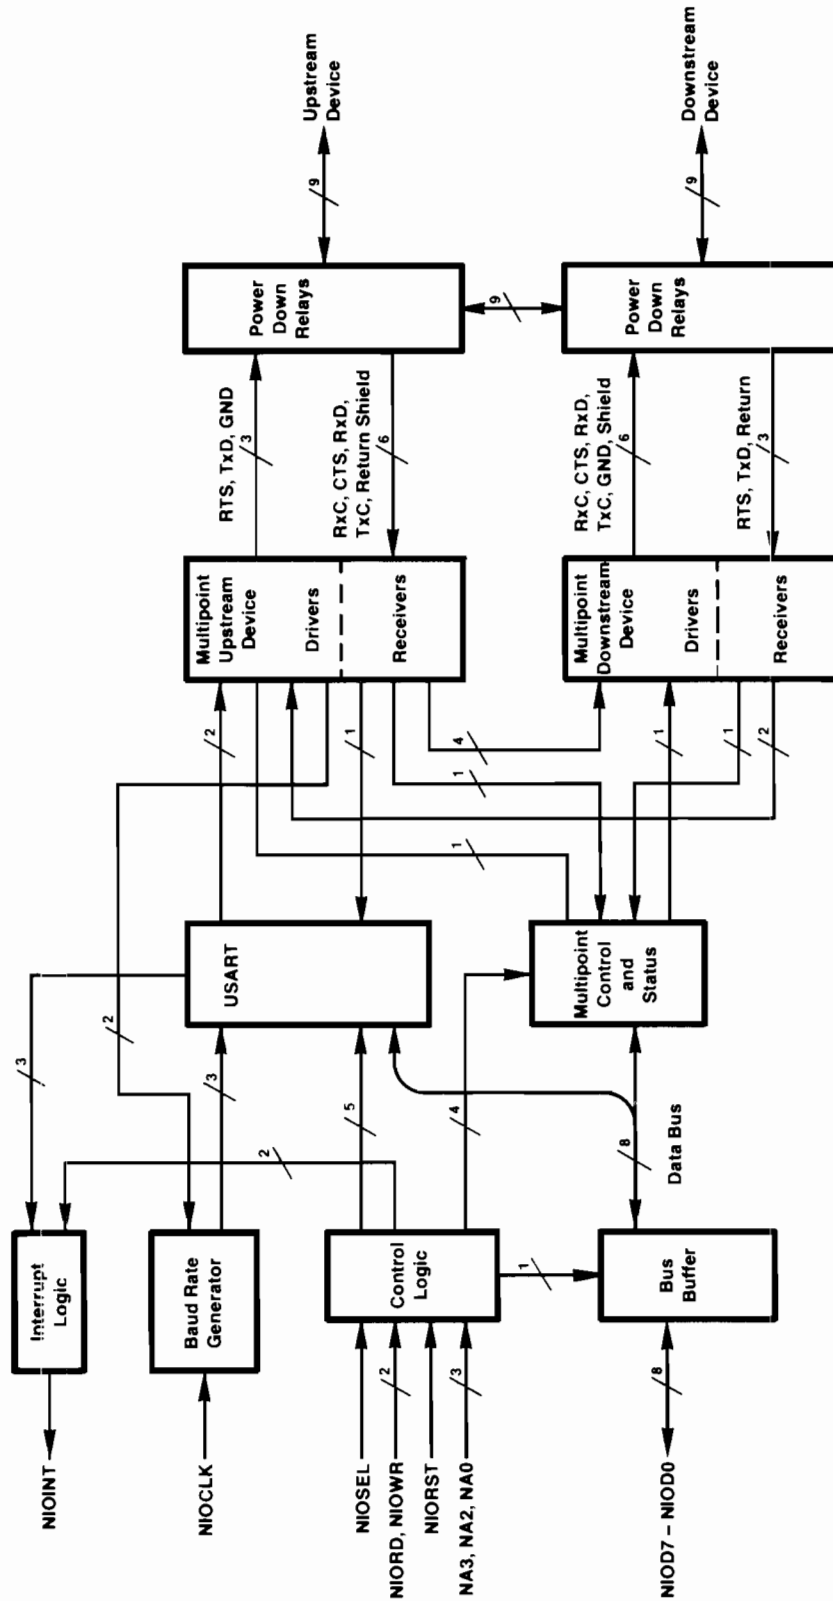 NIOINT
NIOCLK
NIOSEL
NIORD, NIOWR
2
NIORST
NA3, NA2, NA0
3
NIOD7 – NIOD0
8
Interrupt
Logic
Baud Rate
Generator
Control
Logic
1
Bus
Buffer
3
2
2
3
5
4
8
Data Bus
USART
Multipoint
Control
and
Status
2
1
1
1
4
1
1
2
Multipoint
Upstream
Device
Drivers
Receivers
Multipoint
Downstream
Device
Drivers
Receivers
RTS, TxD, GND
3
RxC, CTS, RxD,
TxC, Return Shield
6
RxC, CTS, RxD,
TxC, GND, Shield
6
RTS, TxD, Return
3
Power
Down
Relays
9
Power
Down
Relays
9
Upstream
Device
9
Downstream
Device